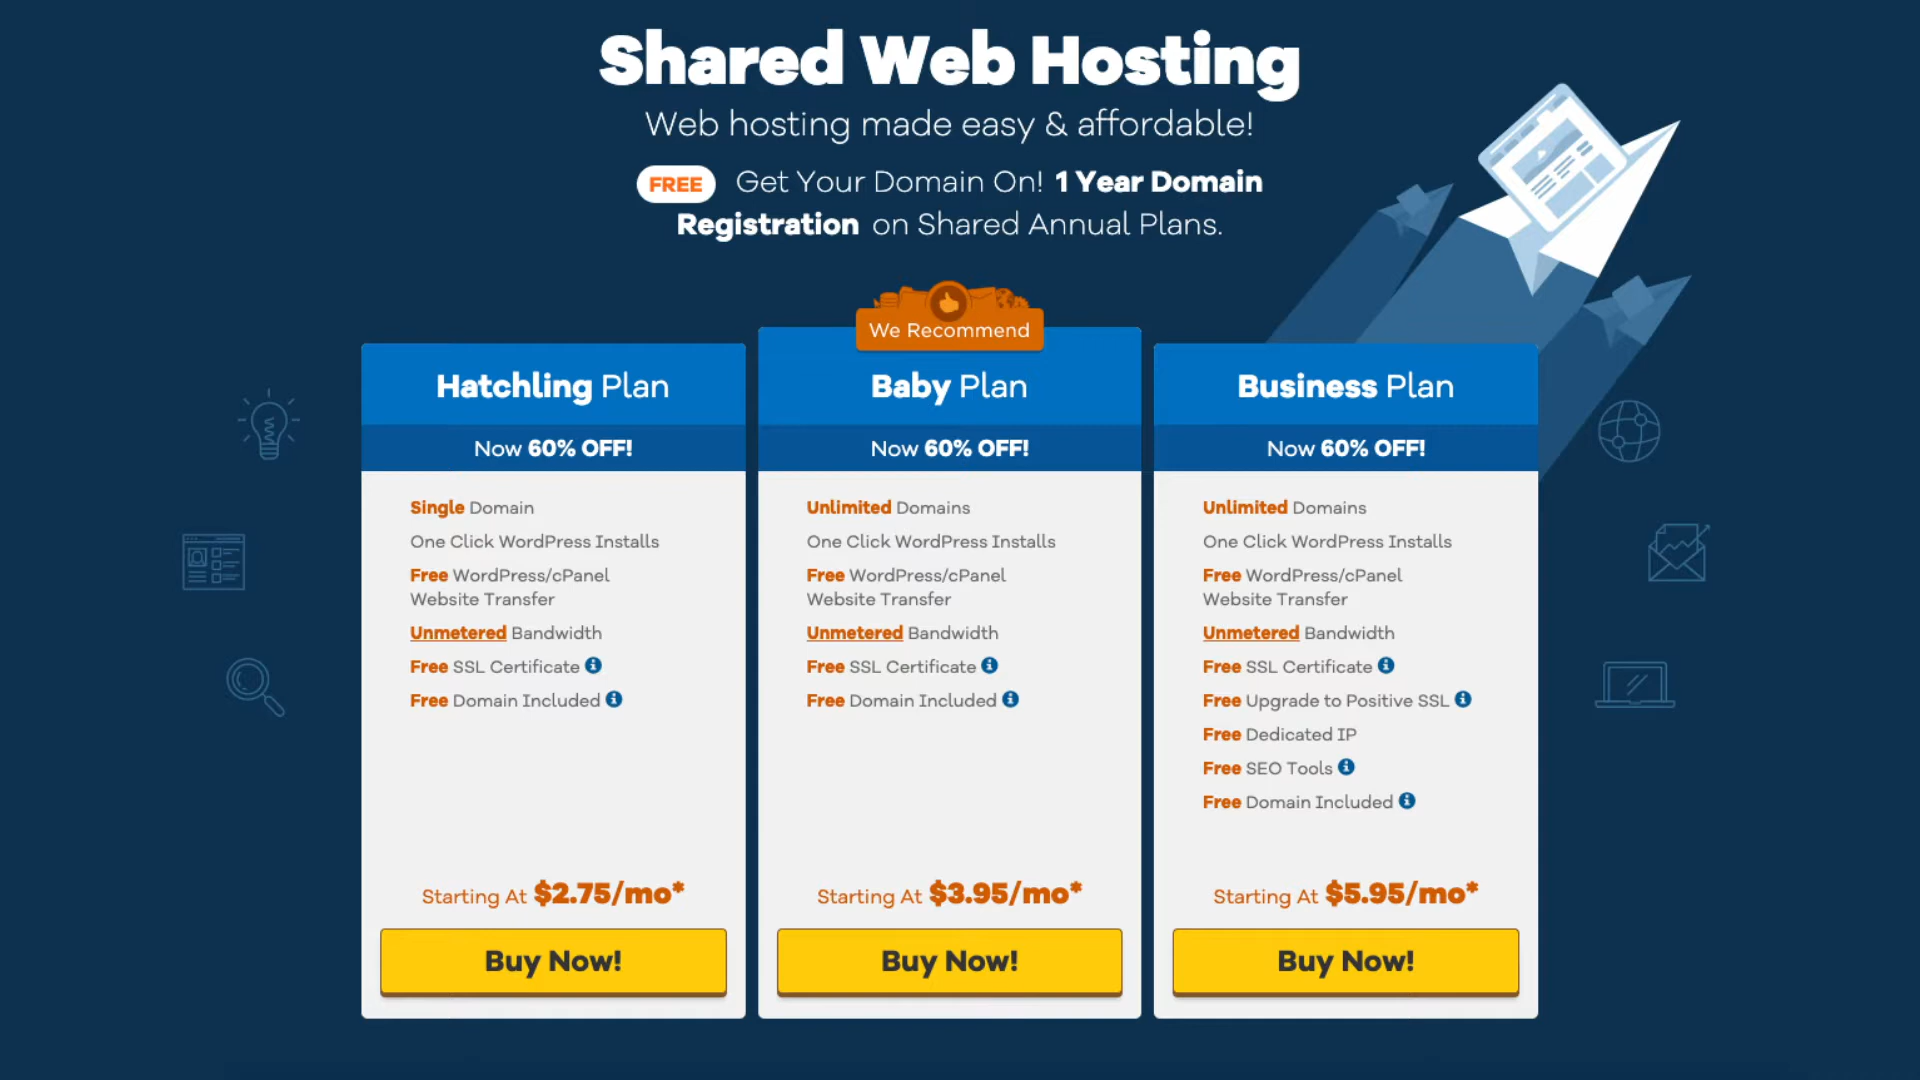 Shared Web Hosting
Web hosting made easy & affordable!
FREE Get Your Domain On! 1 Year Domain
Registration on Shared Annual Plans.
Hatchling Plan
Now 60% OFF!
Single Domain
One Click WordPress Installs
Free WordPress/cPanel
Website Transfer
Unmetered Bandwidth
Free SSL Certificate
Free Domain Included
Starting At $2.75/mo*
Buy Now!
We Recommend
Baby Plan
Now 60% OFF!
Unlimited Domains
One Click WordPress Installs
Free WordPress/cPanel
Website Transfer
Unmetered Bandwidth
Free SSL Certificate
Free Domain Included
Starting At $3.95/mo*
Buy Now!
Business Plan
Now 60% OFF!
Unlimited Domains
One Click WordPress Installs
Free WordPress/cPanel
Website Transfer
Unmetered Bandwidth
Free SSL Certificate
Free Upgrade to Positive SSL
Free Dedicated IP
Free SEO Tools
Free Domain Included
Starting At $5.95/mo*
Buy Now!